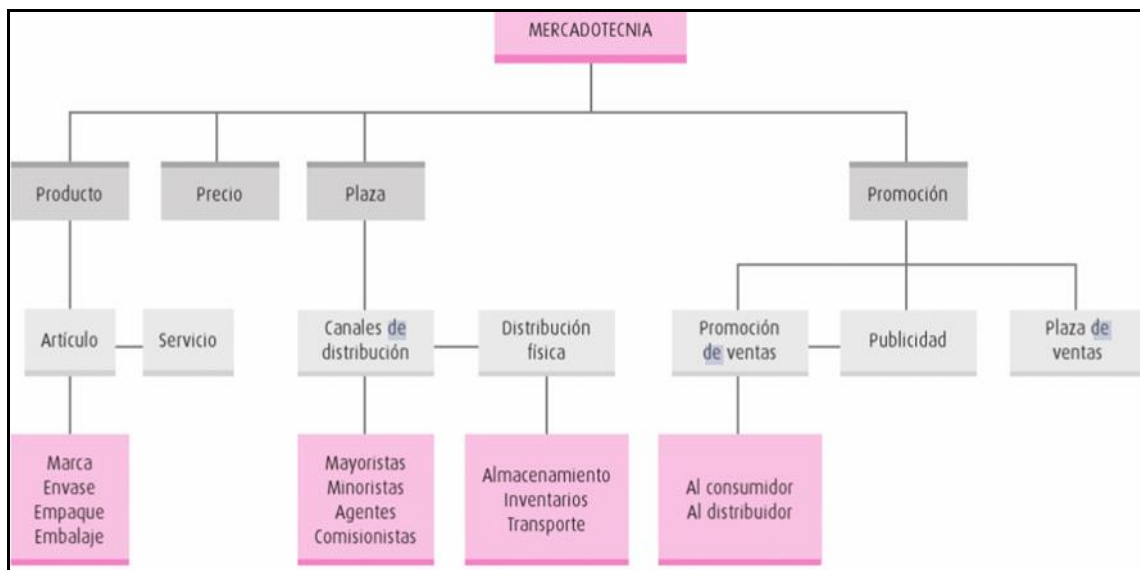 MERCADOTECNIA
Producto
Precio
Plaza
Promoción
Artículo
Servicio
Canales de
distribución
Distribución
física
Promoción
de ventas
Publicidad
Plaza de
ventas
Marca
Envase
Empaque
Embalaje
Mayoristas
Minoristas
Agentes
Comisionistas
Almacenamiento
Inventarios
Transporte
Al consumidor
Al distribuidor